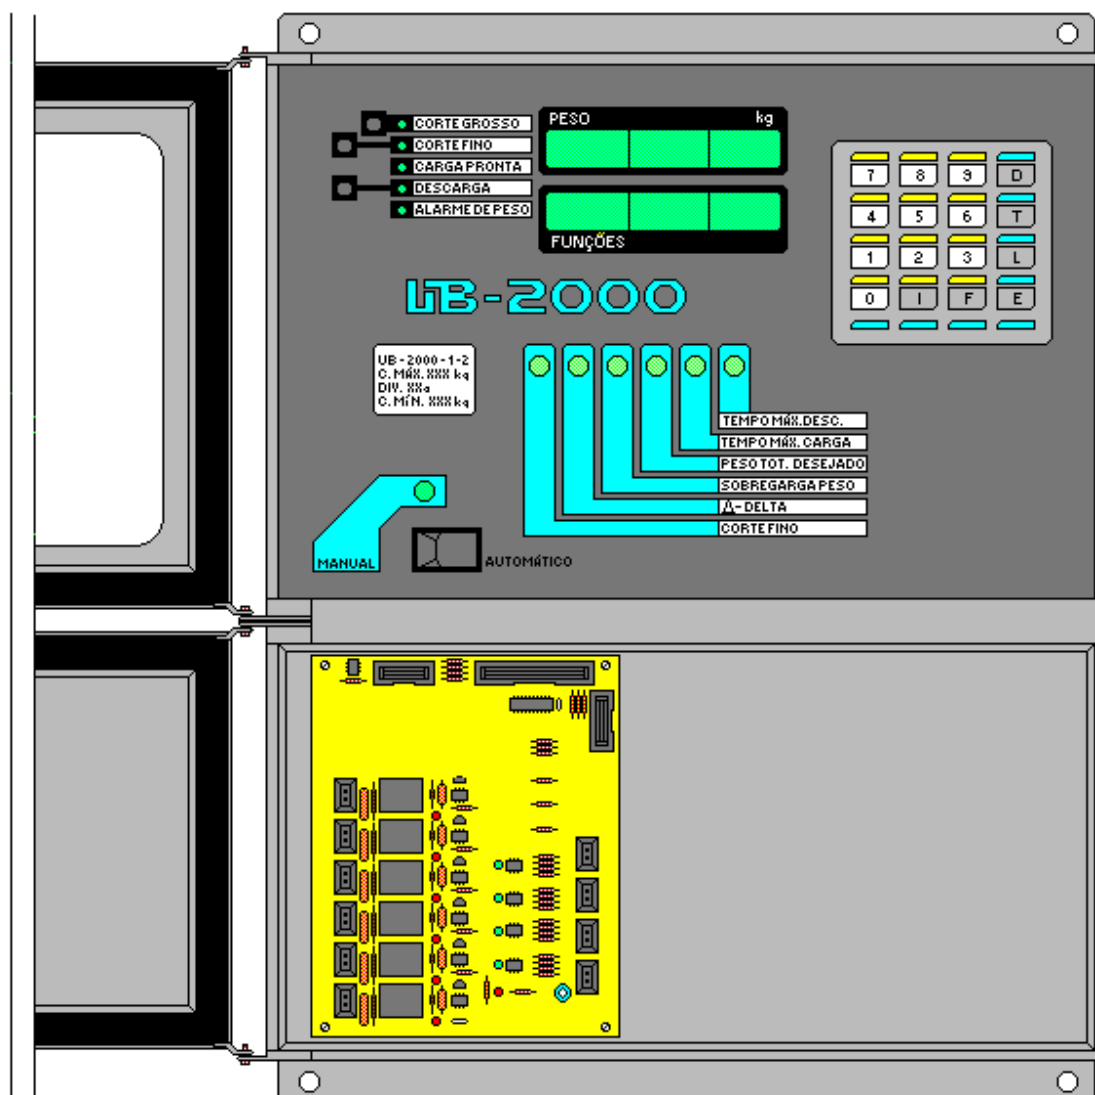 CORTE GROSSO
CORTE FINO
CARGA PRONTA
DESCARGA
ALARME DE PESO
PESO kg
FUNÇÕES
7 8 9 D
4 5 6 T
1 2 3 L
0 I F E
UB-2000
UB-2000-1-2
C. MÁX. XXX kg
DIV. XXa
C. MÍN. XXX kg
TEMPO MÁX. DESC.
TEMPO MÁX. CARGA
PESO TOT. DESEJADO
SOBREGARGA PESO
Δ-DELTA
CORTE FINO
MANUAL
AUTOMÁTICO